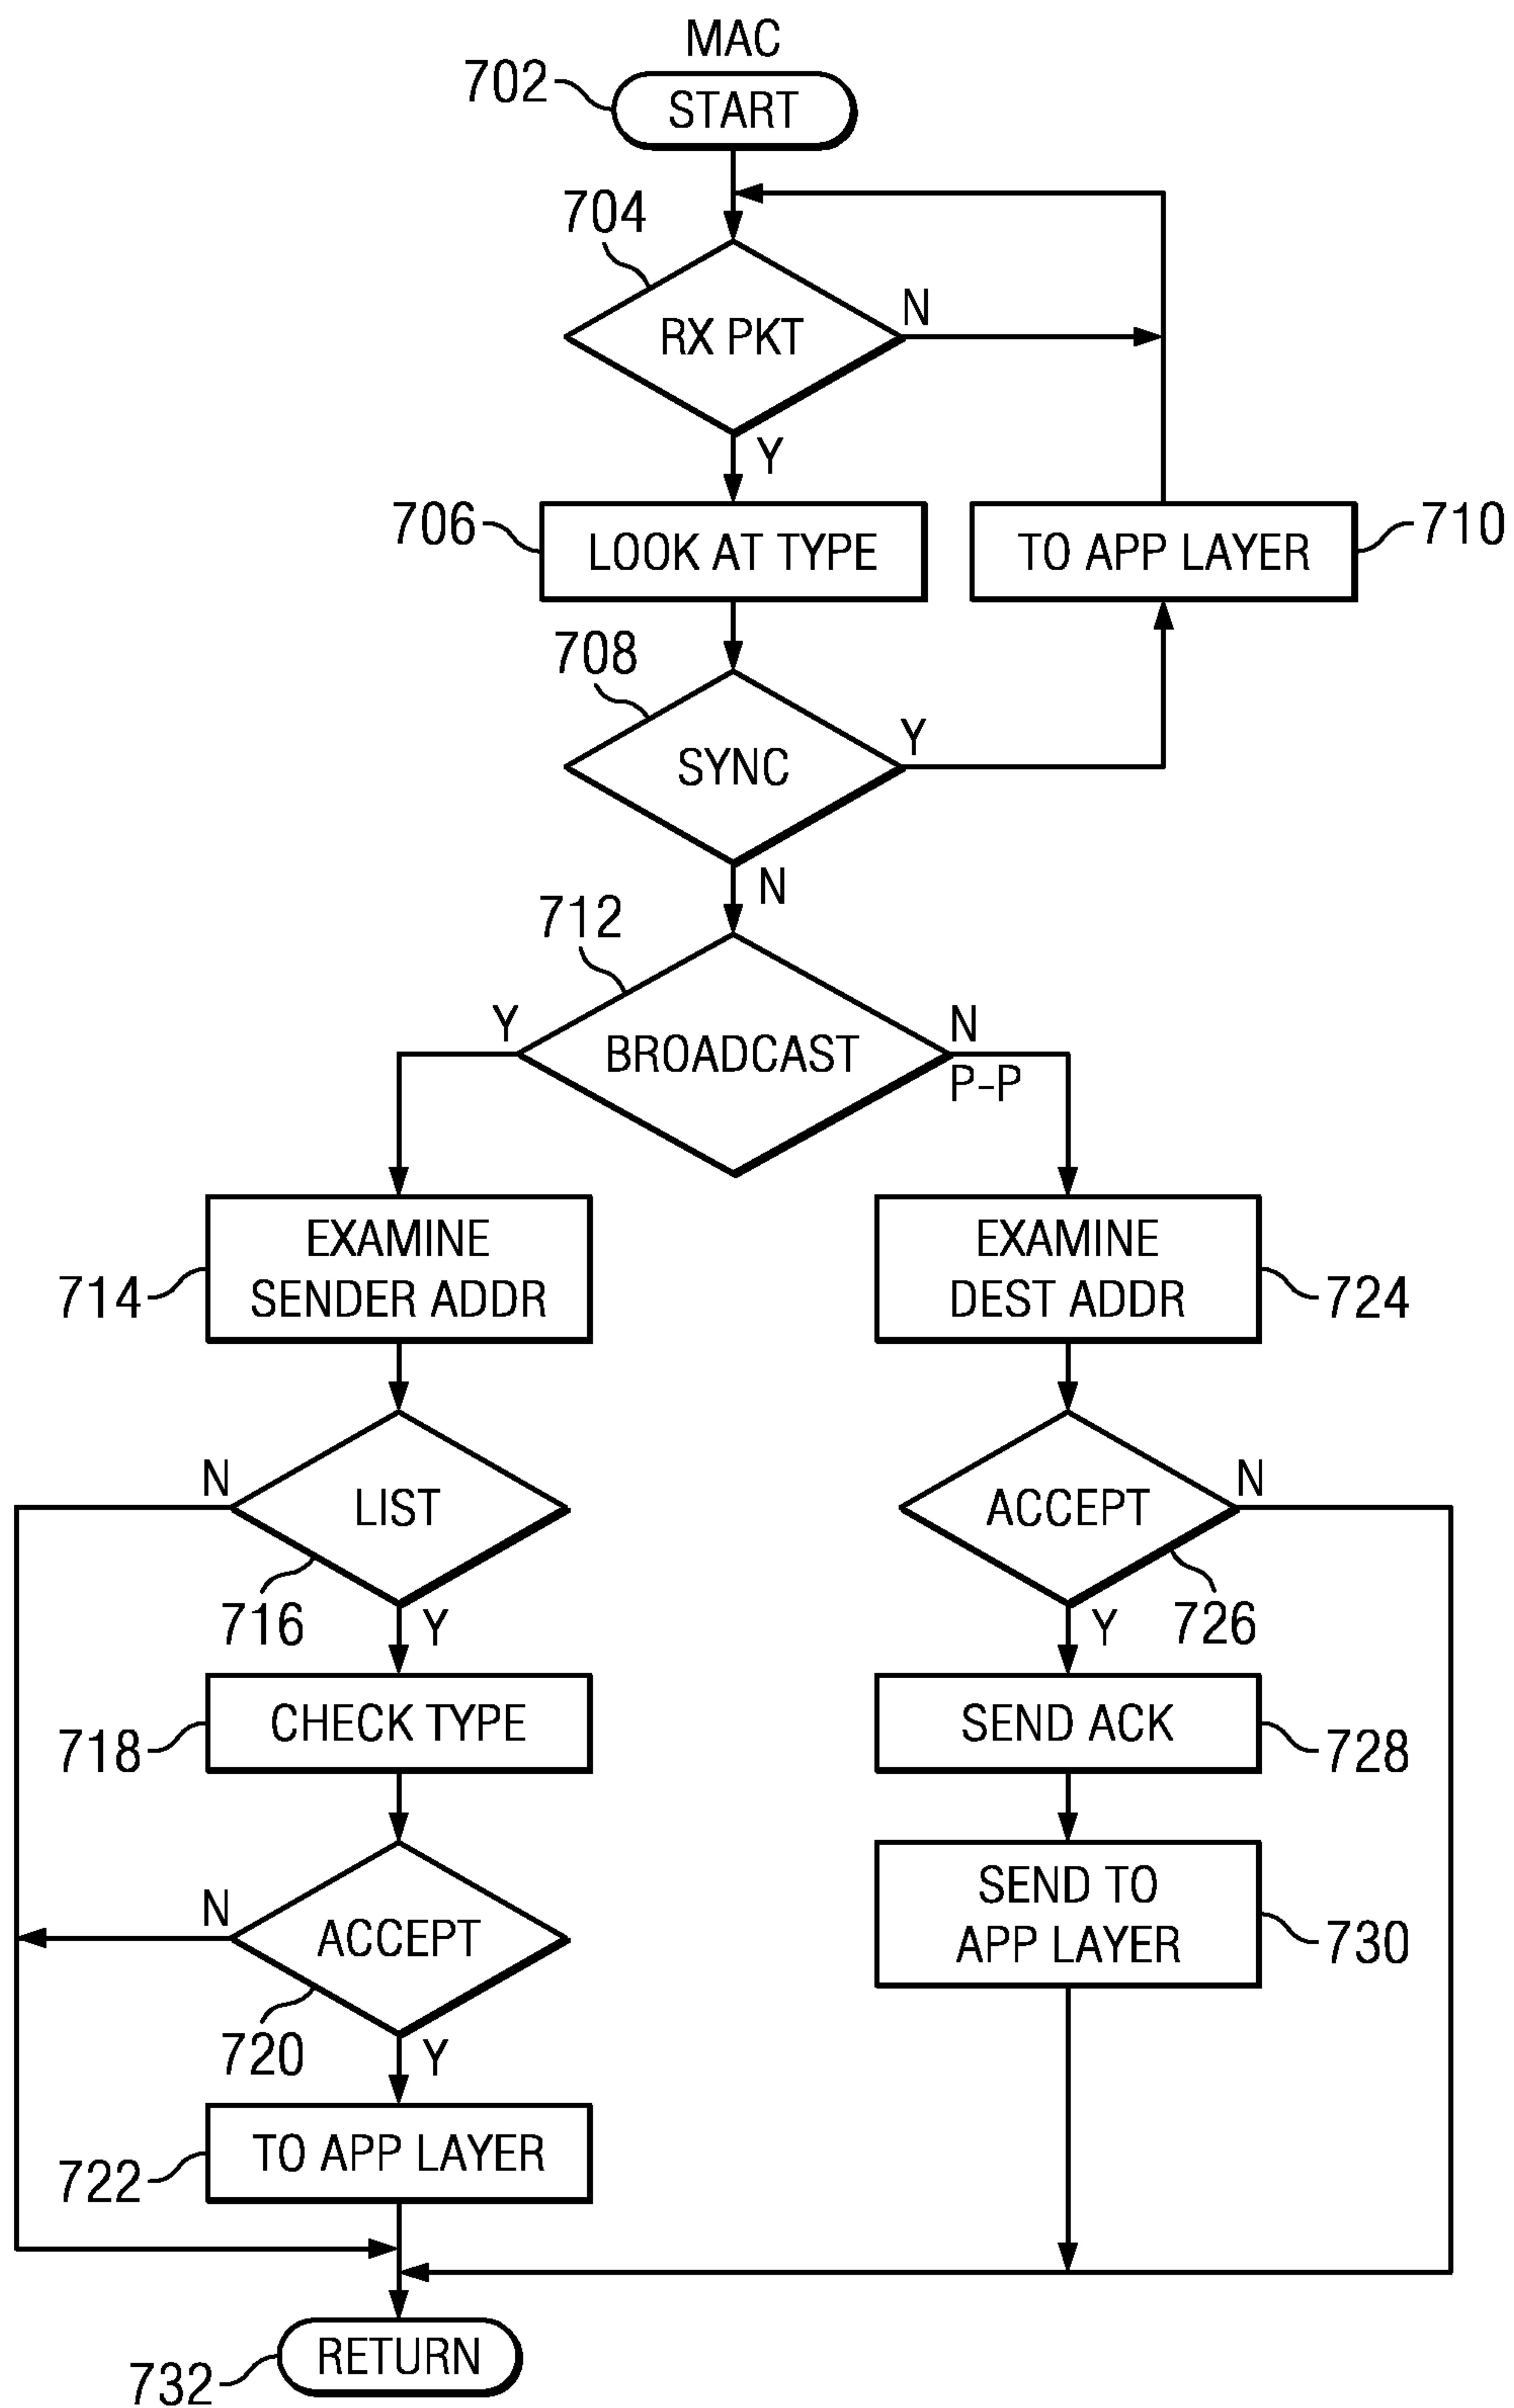 MAC
702
START
704
RX PKT
N
Y
706
LOOK AT TYPE
TO APP LAYER
710
708
SYNC
Y
N
712
Y
BROADCAST
N
P-P
714
EXAMINE
SENDER ADDR
EXAMINE
DEST ADDR
724
N
LIST
716
Y
ACCEPT
N
726
Y
718
CHECK TYPE
SEND ACK
728
N
ACCEPT
720
Y
SEND TO
APP LAYER
730
722
TO APP LAYER
732
RETURN